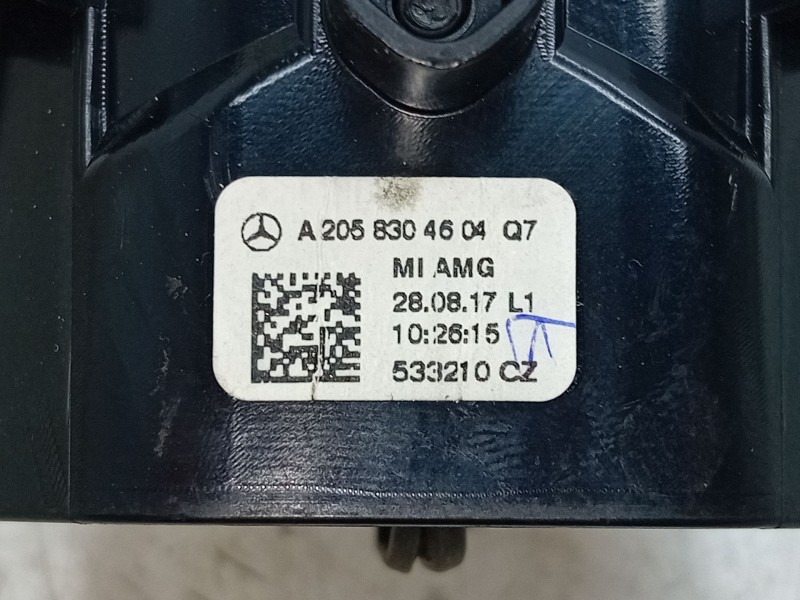 A 205 830 46 04 Q7
MI AMG
28.08.17 L1
10:26:15
533210 CZ